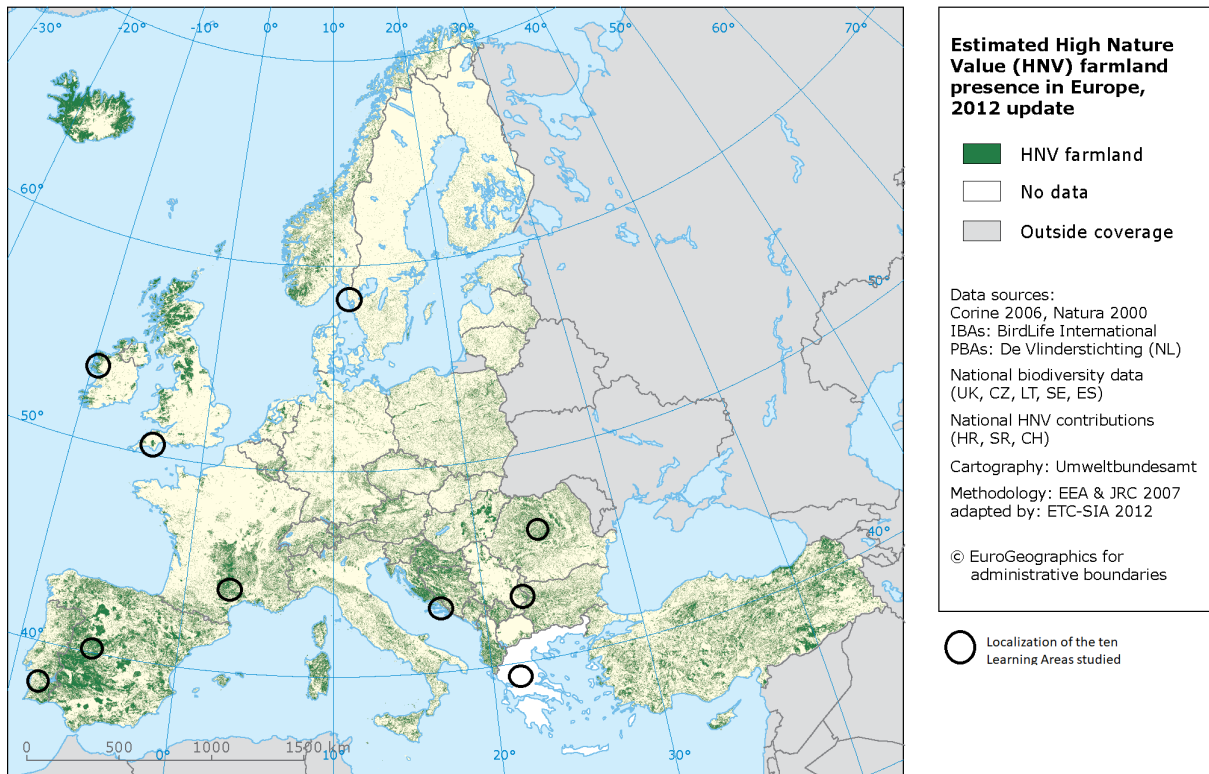 -30°
-20°
-10°
0°
10°
20°
30°
40°
50°
60°
70°
60°
50°
50°
40°
40°
0
500
1000
1500 km
0°
10°
20°
30°
Estimated High Nature
Value (HNV) farmland
presence in Europe,
2012 update
HNV farmland
No data
Outside coverage
Data sources:
Corine 2006, Natura 2000
IBAs: BirdLife International
PBAs: De Vlinderstichting (NL)
National biodiversity data
(UK, CZ, LT, SE, ES)
National HNV contributions
(HR, SR, CH)
Cartography: Umweltbundesamt
Methodology: EEA & JRC 2007
adapted by: ETC-SIA 2012
© EuroGeographics for
administrative boundaries
Localization of the ten
Learning Areas studied